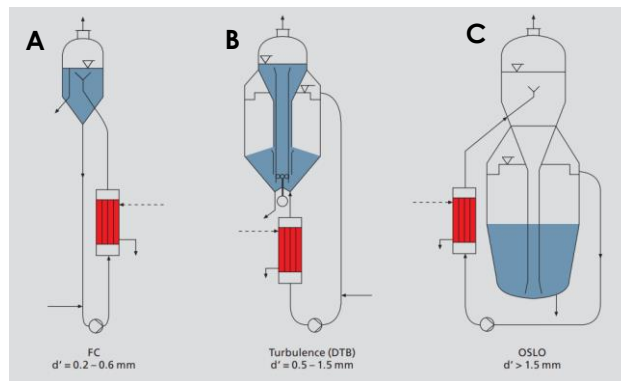 A
B
C
FC
d' = 0.2 – 0.6 mm
Turbulence (DTB)
d' = 0.5 – 1.5 mm
OSLO
d' > 1.5 mm